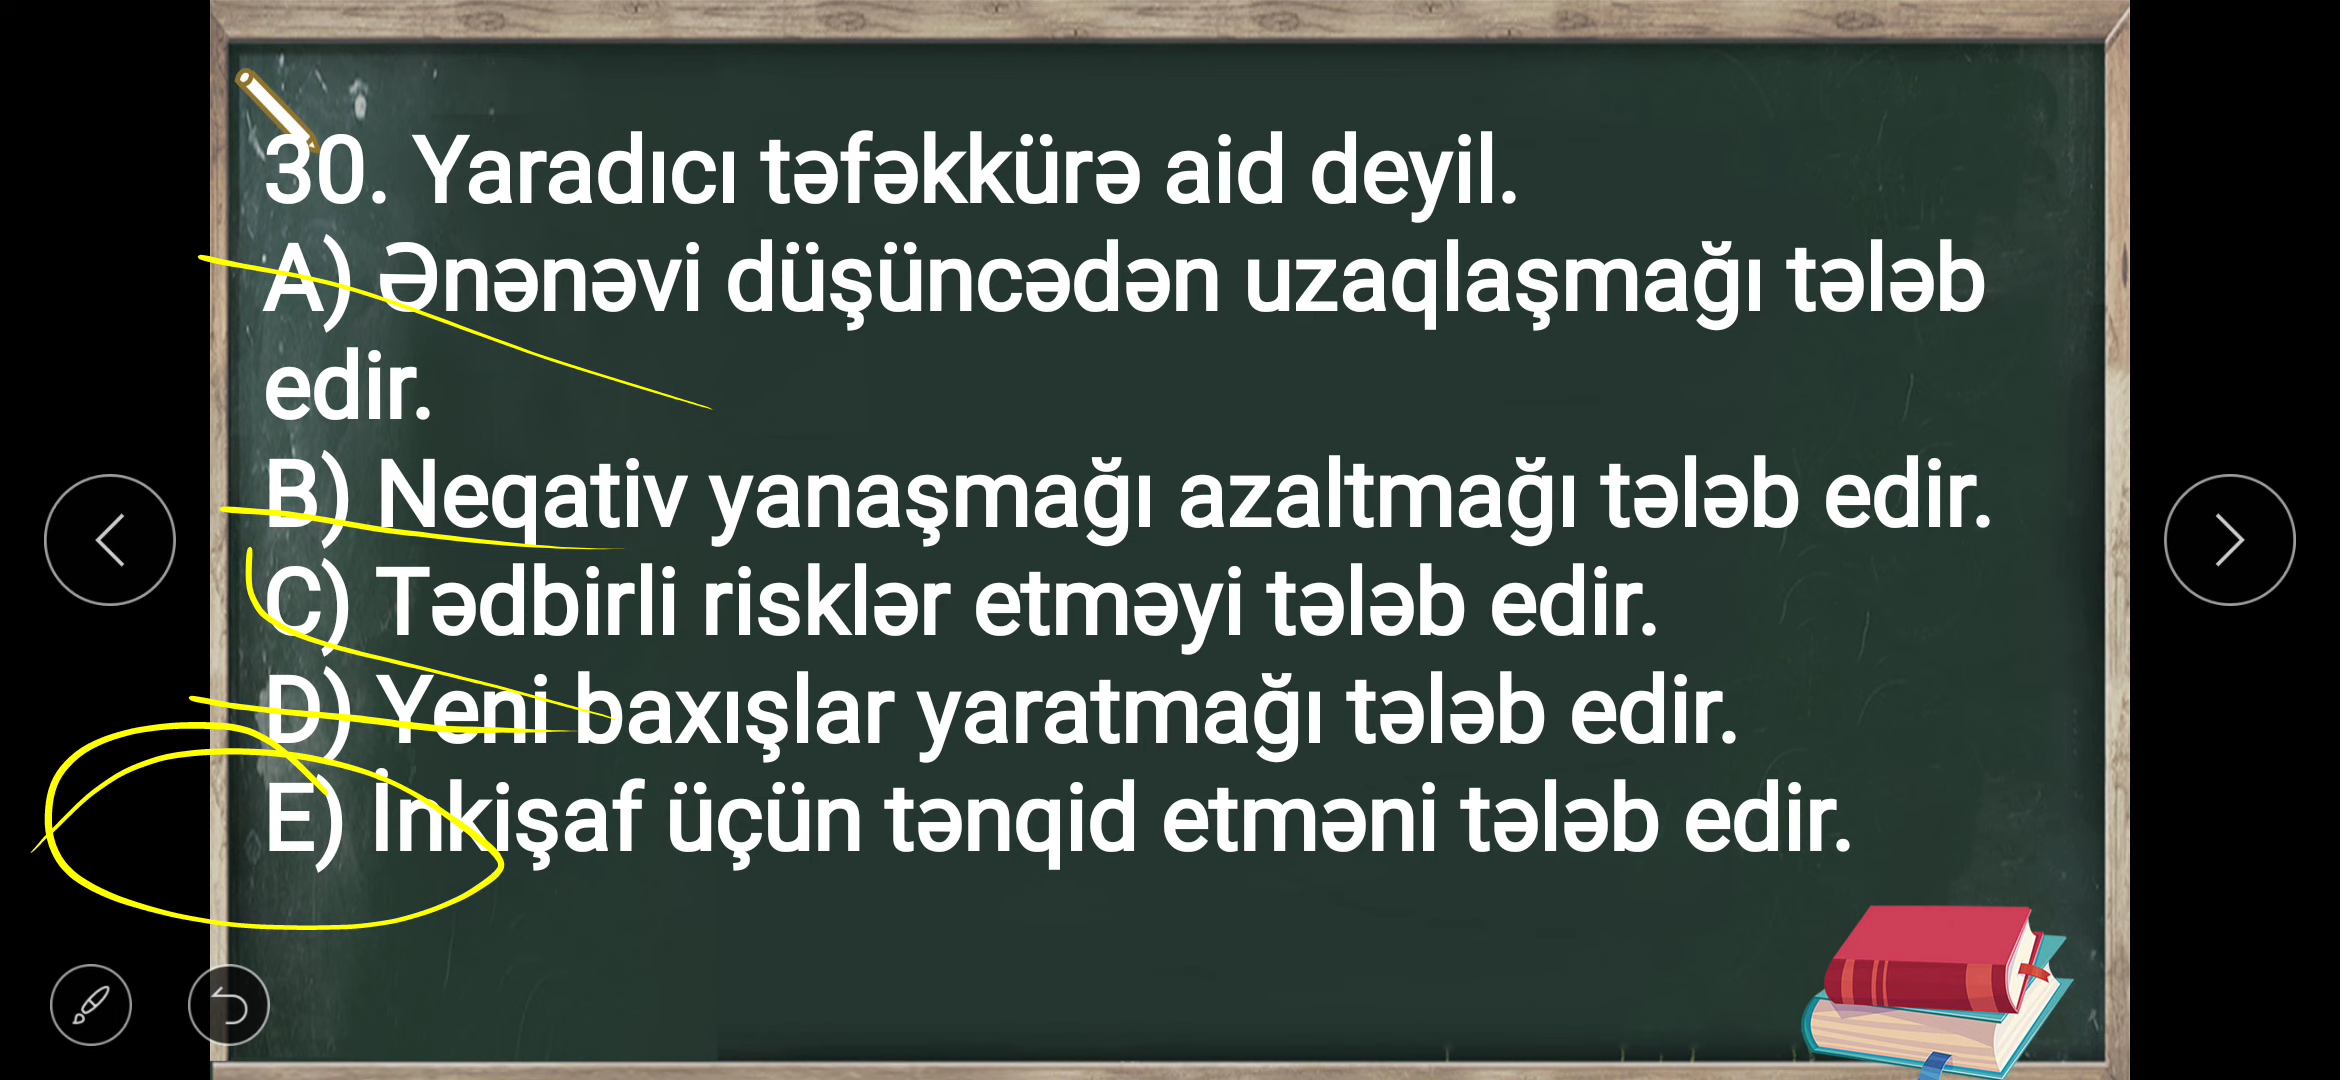 30. Yaradıcı təfəkkürə aid deyil.
A) Ənənəvi düşüncədən uzaqlaşmağı tələb
edir.
B) Neqativ yanaşmağı azaltmağı tələb edir.
C) Tədbirli risklər etməyi tələb edir.
D) Yeni baxışlar yaratmağı tələb edir.
E) İnkişaf üçün tənqid etməni tələb edir.